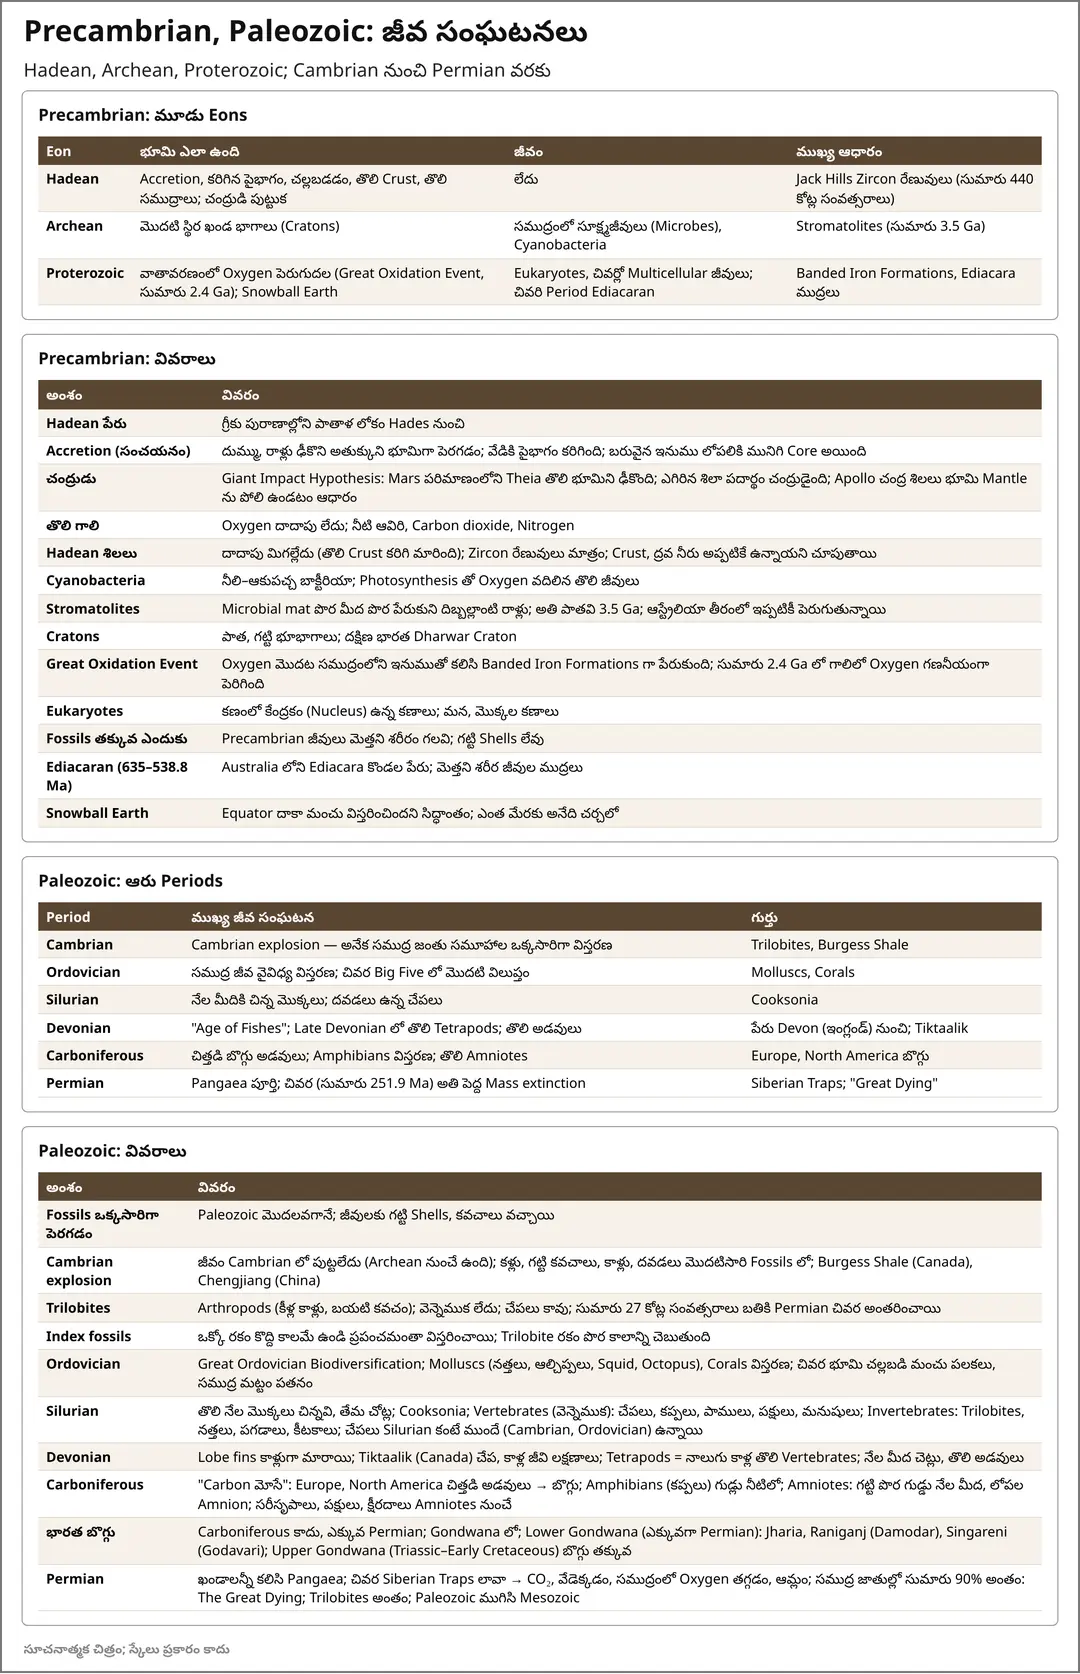 Precambrian, Paleozoic: జీవ సంఘటనలు
Hadean, Archean, Proterozoic; Cambrian నుంచి Permian వరకు
Precambrian: మూడు Eons
Eon భూమి ఎలా ఉంది జీవం ముఖ్య ఆధారం
Hadean Accretion, కరిగిన పైభాగం, చల్లబడడం, తొలి Crust, తొలి సముద్రాలు; చంద్రుడి పుట్టుక లేదు Jack Hills Zircon రేణువులు (సుమారు 440 కోట్ల సంవత్సరాలు)
Archean మొదటి స్థిర ఖండ భాగాలు (Cratons) సముద్రంలో సూక్ష్మజీవులు (Microbes), Cyanobacteria Stromatolites (సుమారు 3.5 Ga)
Proterozoic వాతావరణంలో Oxygen పెరుగుదల (Great Oxidation Event, సుమారు 2.4 Ga); Snowball Earth Eukaryotes, చివర్లో Multicellular జీవులు; చివరి Period Ediacaran Banded Iron Formations, Ediacara ముద్రలు
Precambrian: వివరాలు
అంశం వివరం
Hadean పేరు గ్రీకు పురాణాల్లోని పాతాళ లోకం Hades నుంచి
Accretion (సంచయనం) దుమ్ము, రాళ్లు ఢీకొని అతుక్కుని భూమిగా పెరగడం; వేడికి పైభాగం కరిగింది; బరువైన ఇనుము లోపలికి మునిగి Core అయింది
చంద్రుడు Giant Impact Hypothesis: Mars పరిమాణంలోని Theia తొలి భూమిని ఢీకొంది; ఎగిరిన శిలా పదార్థం చంద్రుడైంది; Apollo చంద్ర శిలలు భూమి Mantle
ను పోలి ఉండటం ఆధారం
తొలి గాలి Oxygen దాదాపు లేదు; నీటి ఆవిరి, Carbon dioxide, Nitrogen
Hadean శిలలు దాదాపు మిగల్లేదు (తొలి Crust కరిగి మారింది); Zircon రేణువులు మాత్రం; Crust, ద్రవ నీరు అప్పటికే ఉన్నాయని చూపుతాయి
Cyanobacteria నీలి–ఆకుపచ్చ బాక్టీరియా; Photosynthesis తో Oxygen వదిలిన తొలి జీవులు
Stromatolites Microbial mat పొర మీద పొర పేరుకుని దిబ్బల్లాంటి రాళ్లు; అతి పాతవి 3.5 Ga; ఆస్ట్రేలియా తీరంలో ఇప్పటికీ పెరుగుతున్నాయి
Cratons పాత, గట్టి భూభాగాలు; దక్షిణ భారత Dharwar Craton
Great Oxidation Event Oxygen మొదట సముద్రంలోని ఇనుముతో కలిసి Banded Iron Formations గా పేరుకుంది; సుమారు 2.4 Ga లో గాలిలో Oxygen గణనీయంగా
పెరిగింది
Eukaryotes కణంలో కేంద్రకం (Nucleus) ఉన్న కణాలు; మన, మొక్కల కణాలు
Fossils తక్కువ ఎందుకు Precambrian జీవులు మెత్తని శరీరం గలవి; గట్టి Shells లేవు
Ediacaran (635–538.8 Ma) Australia లోని Ediacara కొండల పేరు; మెత్తని శరీర జీవుల ముద్రలు
Snowball Earth Equator దాకా మంచు విస్తరించిందని సిద్ధాంతం; ఎంత మేరకు అనేది చర్చలో
Paleozoic: ఆరు Periods
Period ముఖ్య జీవ సంఘటన గుర్తు
Cambrian Cambrian explosion — అనేక సముద్ర జంతు సమూహాల ఒక్కసారిగా విస్తరణ Trilobites, Burgess Shale
Ordovician సముద్ర జీవ వైవిధ్య విస్తరణ; చివర Big Five లో మొదటి విలుప్తం Molluscs, Corals
Silurian నేల మీదికి చిన్న మొక్కలు; దవడలు ఉన్న చేపలు Cooksonia
Devonian "Age of Fishes"; Late Devonian లో తొలి Tetrapods; తొలి అడవులు పేరు Devon (ఇంగ్లండ్) నుంచి; Tiktaalik
Carboniferous చిత్తడి బొగ్గు అడవులు; Amphibians విస్తరణ; తొలి Amniotes Europe, North America బొగ్గు
Permian Pangaea పూర్తి; చివర (సుమారు 251.9 Ma) అతి పెద్ద Mass extinction Siberian Traps; "Great Dying"
Paleozoic: వివరాలు
అంశం వివరం
Fossils ఒక్కసారిగా పెరగడం Paleozoic మొదలవగానే; జీవులకు గట్టి Shells, కవచాలు వచ్చాయి
Cambrian explosion జీవం Cambrian లో పుట్టలేదు (Archean నుంచే ఉంది); కళ్లు, గట్టి కవచాలు, కాళ్లు, దవడలు మొదటిసారి Fossils లో; Burgess Shale (Canada),
Chengjiang (China)
Trilobites Arthropods (కీళ్ల కాళ్లు, బయటి కవచం); వెన్నెముక లేదు; చేపలు కావు; సుమారు 27 కోట్ల సంవత్సరాలు బతికి Permian చివర అంతరించాయి
Index fossils ఒక్కో రకం కొద్ది కాలమే ఉండి ప్రపంచమంతా విస్తరించాయి; Trilobite రకం పొర కాలాన్ని చెబుతుంది
Ordovician Great Ordovician Biodiversification; Molluscs (నత్తలు, ఆల్చిప్పలు, Squid, Octopus), Corals విస్తరణ; చివర భూమి చల్లబడి మంచు పలకలు,
సముద్ర మట్టం పతనం
Silurian తొలి నేల మొక్కలు చిన్నవి, తేమ చోట్ల; Cooksonia; Vertebrates (వెన్నెముక): చేపలు, కప్పలు, పాములు, పక్షులు, మనుషులు; Invertebrates: Trilobites,
నత్తలు, పగడాలు, కీటకాలు; చేపలు Silurian కంటే ముందే (Cambrian, Ordovician) ఉన్నాయి
Devonian Lobe fins కాళ్లుగా మారాయి; Tiktaalik (Canada) చేప, కాళ్ల జీవి లక్షణాలు; Tetrapods = నాలుగు కాళ్ల తొలి Vertebrates; నేల మీద చెట్లు, తొలి అడవులు
Carboniferous "Carbon మోసే": Europe, North America చిత్తడి అడవులు → బొగ్గు; Amphibians (కప్పలు) గుడ్లు నీటిలో; Amniotes: గట్టి పొర గుడ్డు నేల మీద, లోపల
Amnion; సరీసృపాలు, పక్షులు, క్షీరదాలు Amniotes నుంచే
భారత బొగ్గు Carboniferous కాదు, ఎక్కువ Permian; Gondwana లో; Lower Gondwana (ఎక్కువగా Permian): Jharia, Raniganj (Damodar), Singareni
(Godavari); Upper Gondwana (Triassic–Early Cretaceous) బొగ్గు తక్కువ
Permian ఖండాలన్నీ కలిసి Pangaea; చివర Siberian Traps లావా → CO₂, వేడెక్కడం, సముద్రంలో Oxygen తగ్గడం, ఆమ్లం; సముద్ర జాతుల్లో సుమారు 90% అంతం:
The Great Dying; Trilobites అంతం; Paleozoic ముగిసి Mesozoic
సూచనాత్మక చిత్రం; స్కేలు ప్రకారం కాదు